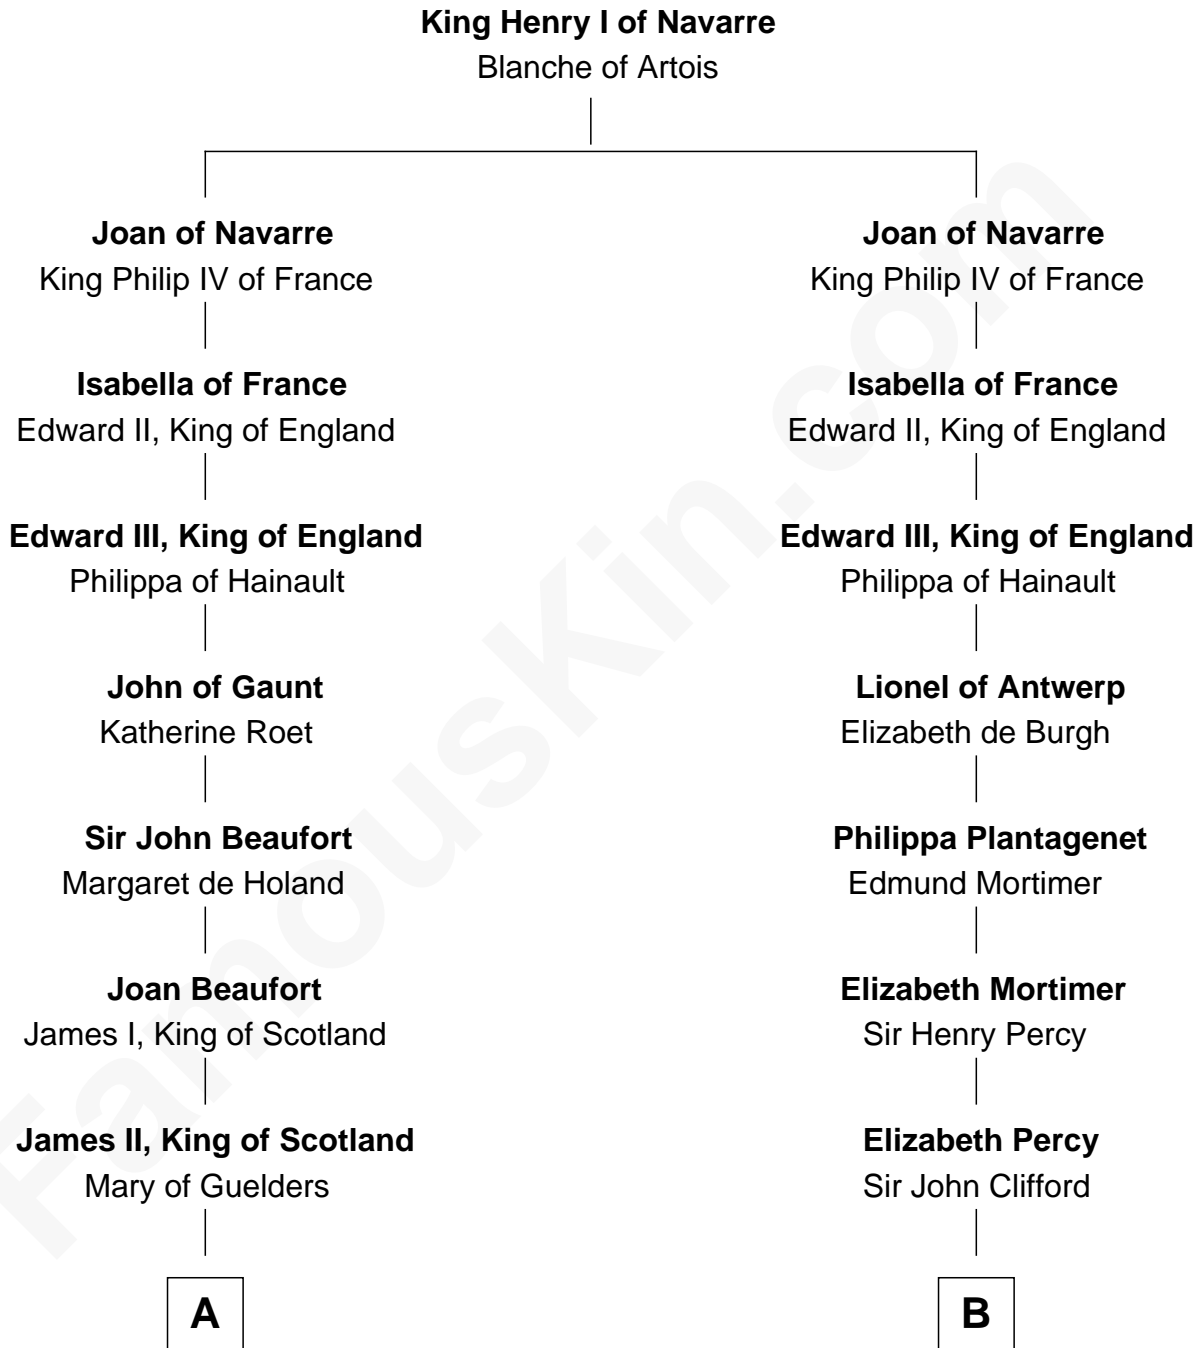 King Henry I of Navarre
Blanche of Artois
Joan of Navarre
King Philip IV of France
Isabella of France
Edward II, King of England
Edward III, King of England
Philippa of Hainault
John of Gaunt
Katherine Roet
Sir John Beaufort
Margaret de Holand
Joan Beaufort
James I, King of Scotland
James II, King of Scotland
Mary of Guelders
A
Joan of Navarre
King Philip IV of France
Isabella of France
Edward II, King of England
Edward III, King of England
Philippa of Hainault
Lionel of Antwerp
Elizabeth de Burgh
Philippa Plantagenet
Edmund Mortimer
Elizabeth Mortimer
Sir Henry Percy
Elizabeth Percy
Sir John Clifford
B
FamousKin.com